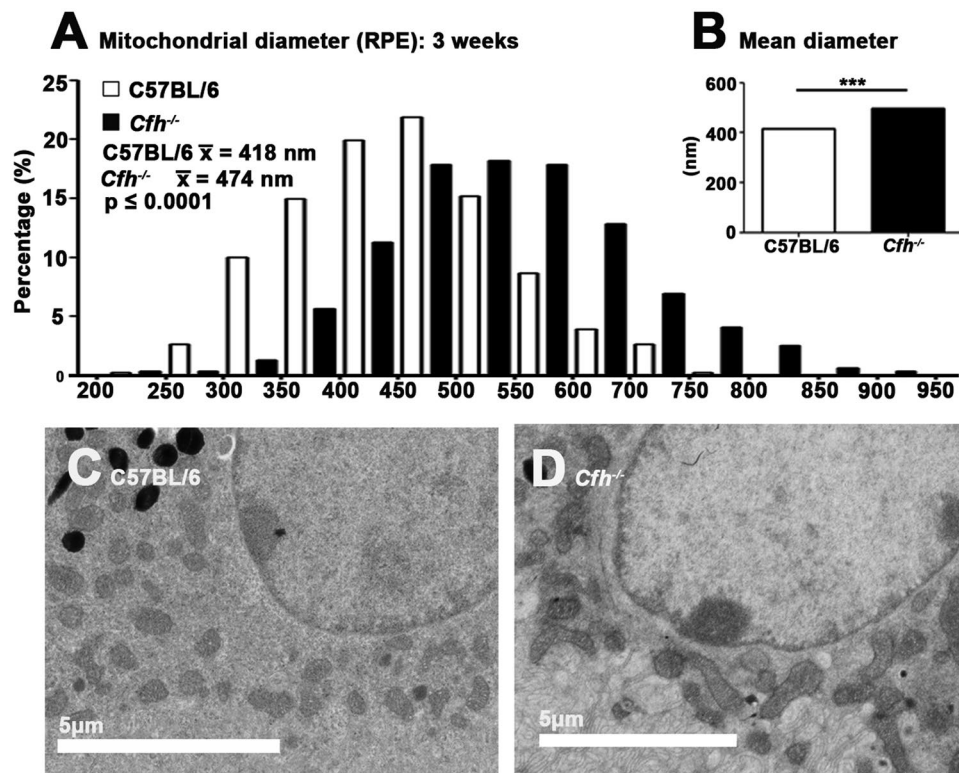 A Mitochondrial diameter (RPE): 3 weeks
25
20
15
10
5
0
Percentage (%)
C57BL/6
Cfh-/-
C57BL/6 x̅ = 418 nm
Cfh-/- x̅ = 474 nm
p ≤ 0.0001
200 250 300 350 400 450 500 550 600 700 750 800 850 900 950
B Mean diameter
600
400
200
0
(nm)
***
C57BL/6 Cfh-/-
C C57BL/6
5μm
D Cfh-/-
5μm